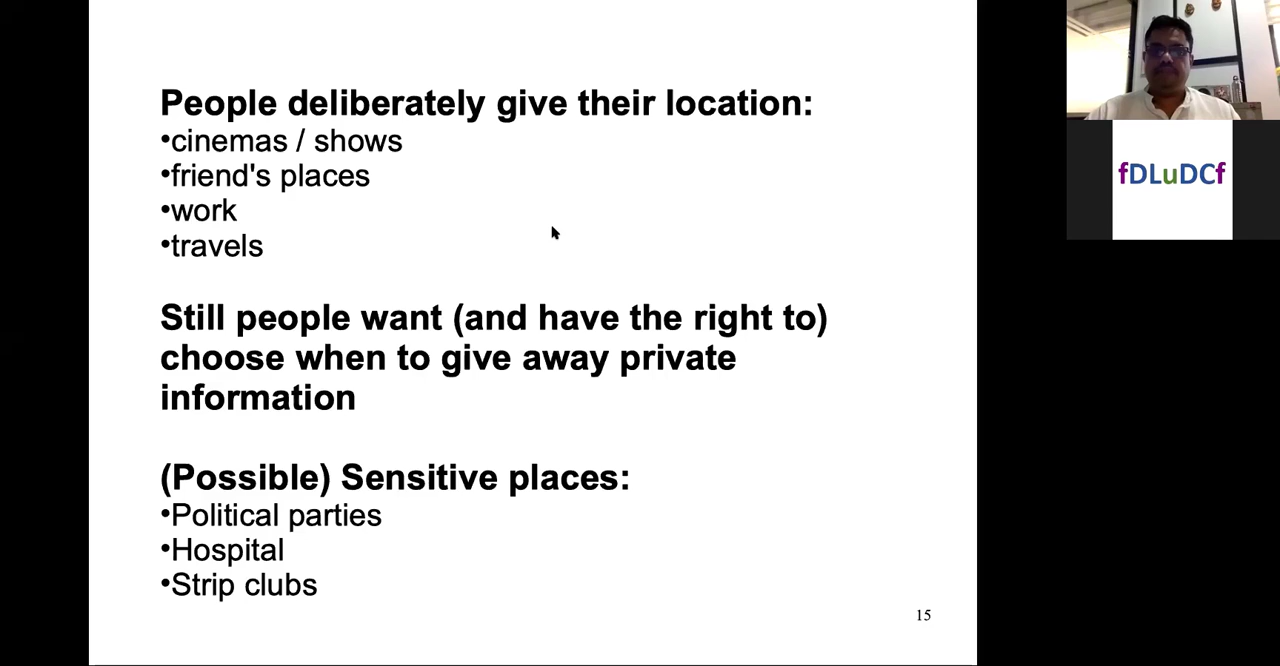 People deliberately give their location:
•cinemas / shows
•friend's places
•work
•travels
Still people want (and have the right to)
choose when to give away private
information
(Possible) Sensitive places:
•Political parties
•Hospital
•Strip clubs
15
fDLuDCf